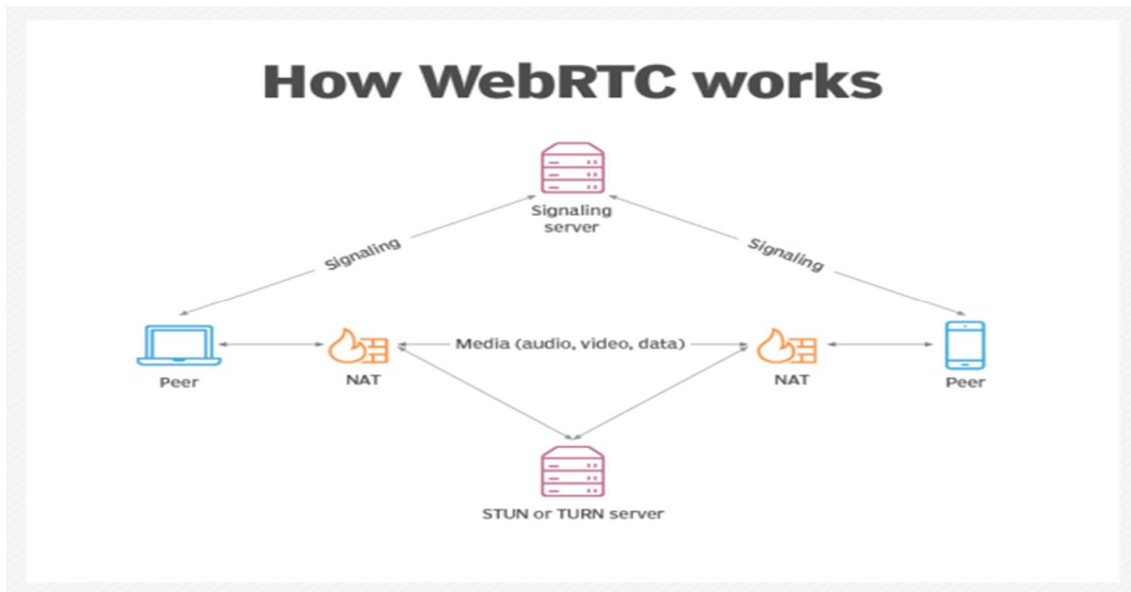 How WebRTC works
Signaling
server
Signaling
Signaling
Media (audio, video, data)
Peer
NAT
NAT
Peer
STUN or TURN server